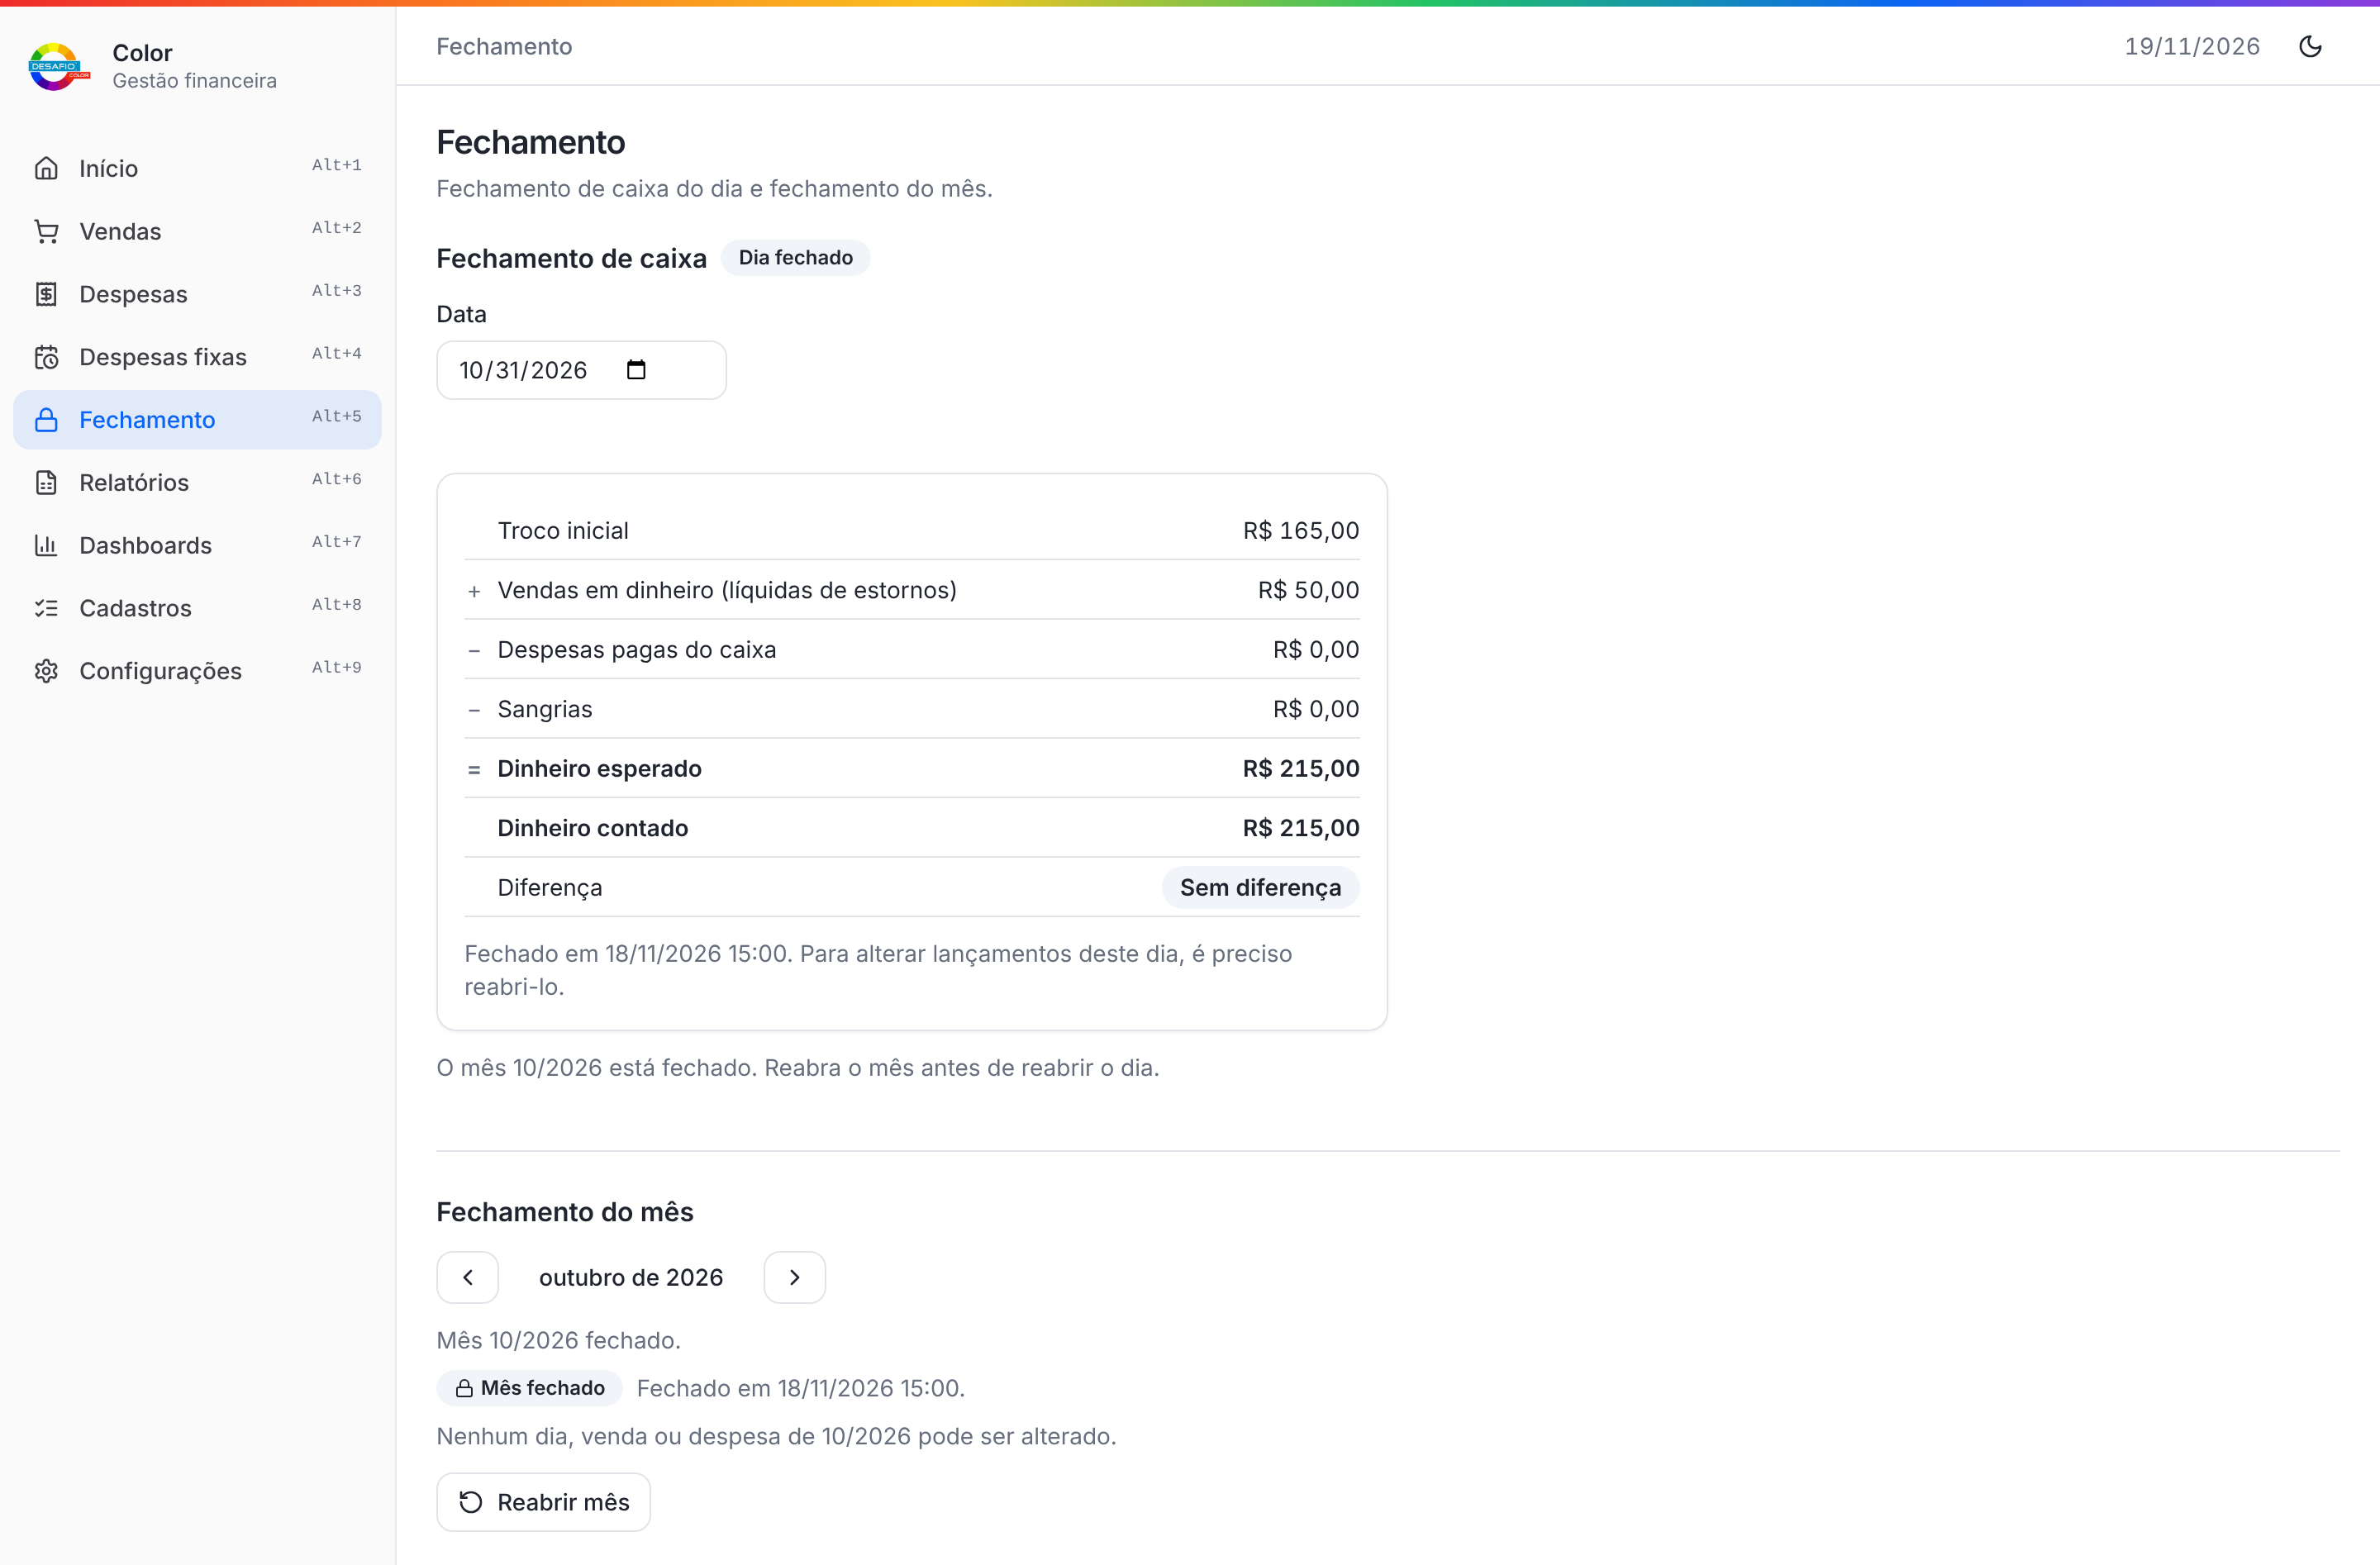 DESAFIO
COLOR
Color
Gestão financeira
Início Alt+1
Vendas Alt+2
Despesas Alt+3
Despesas fixas Alt+4
Fechamento Alt+5
Relatórios Alt+6
Dashboards Alt+7
Cadastros Alt+8
Configurações Alt+9
Fechamento 19/11/2026
Fechamento
Fechamento de caixa do dia e fechamento do mês.
Fechamento de caixa Dia fechado
Data
10/31/2026
Troco inicial R$ 165,00
+ Vendas em dinheiro (líquidas de estornos) R$ 50,00
− Despesas pagas do caixa R$ 0,00
− Sangrias R$ 0,00
= Dinheiro esperado R$ 215,00
Dinheiro contado R$ 215,00
Diferença Sem diferença
Fechado em 18/11/2026 15:00. Para alterar lançamentos deste dia, é preciso
reabri-lo.
O mês 10/2026 está fechado. Reabra o mês antes de reabrir o dia.
Fechamento do mês
outubro de 2026
Mês 10/2026 fechado.
Mês fechado Fechado em 18/11/2026 15:00.
Nenhum dia, venda ou despesa de 10/2026 pode ser alterado.
Reabrir mês